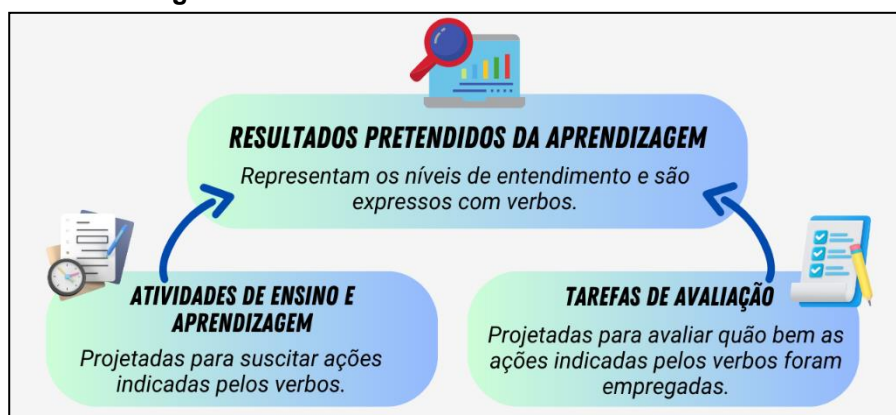 RESULTADOS PRETENDIDOS DA APRENDIZAGEM
Representam os níveis de entendimento e são
expressos com verbos.
ATIVIDADES DE ENSINO E
APRENDIZAGEM
Projetadas para suscitar ações
indicadas pelos verbos.
TAREFAS DE AVALIAÇÃO
Projetadas para avaliar quão bem as
ações indicadas pelos verbos foram
empregadas.